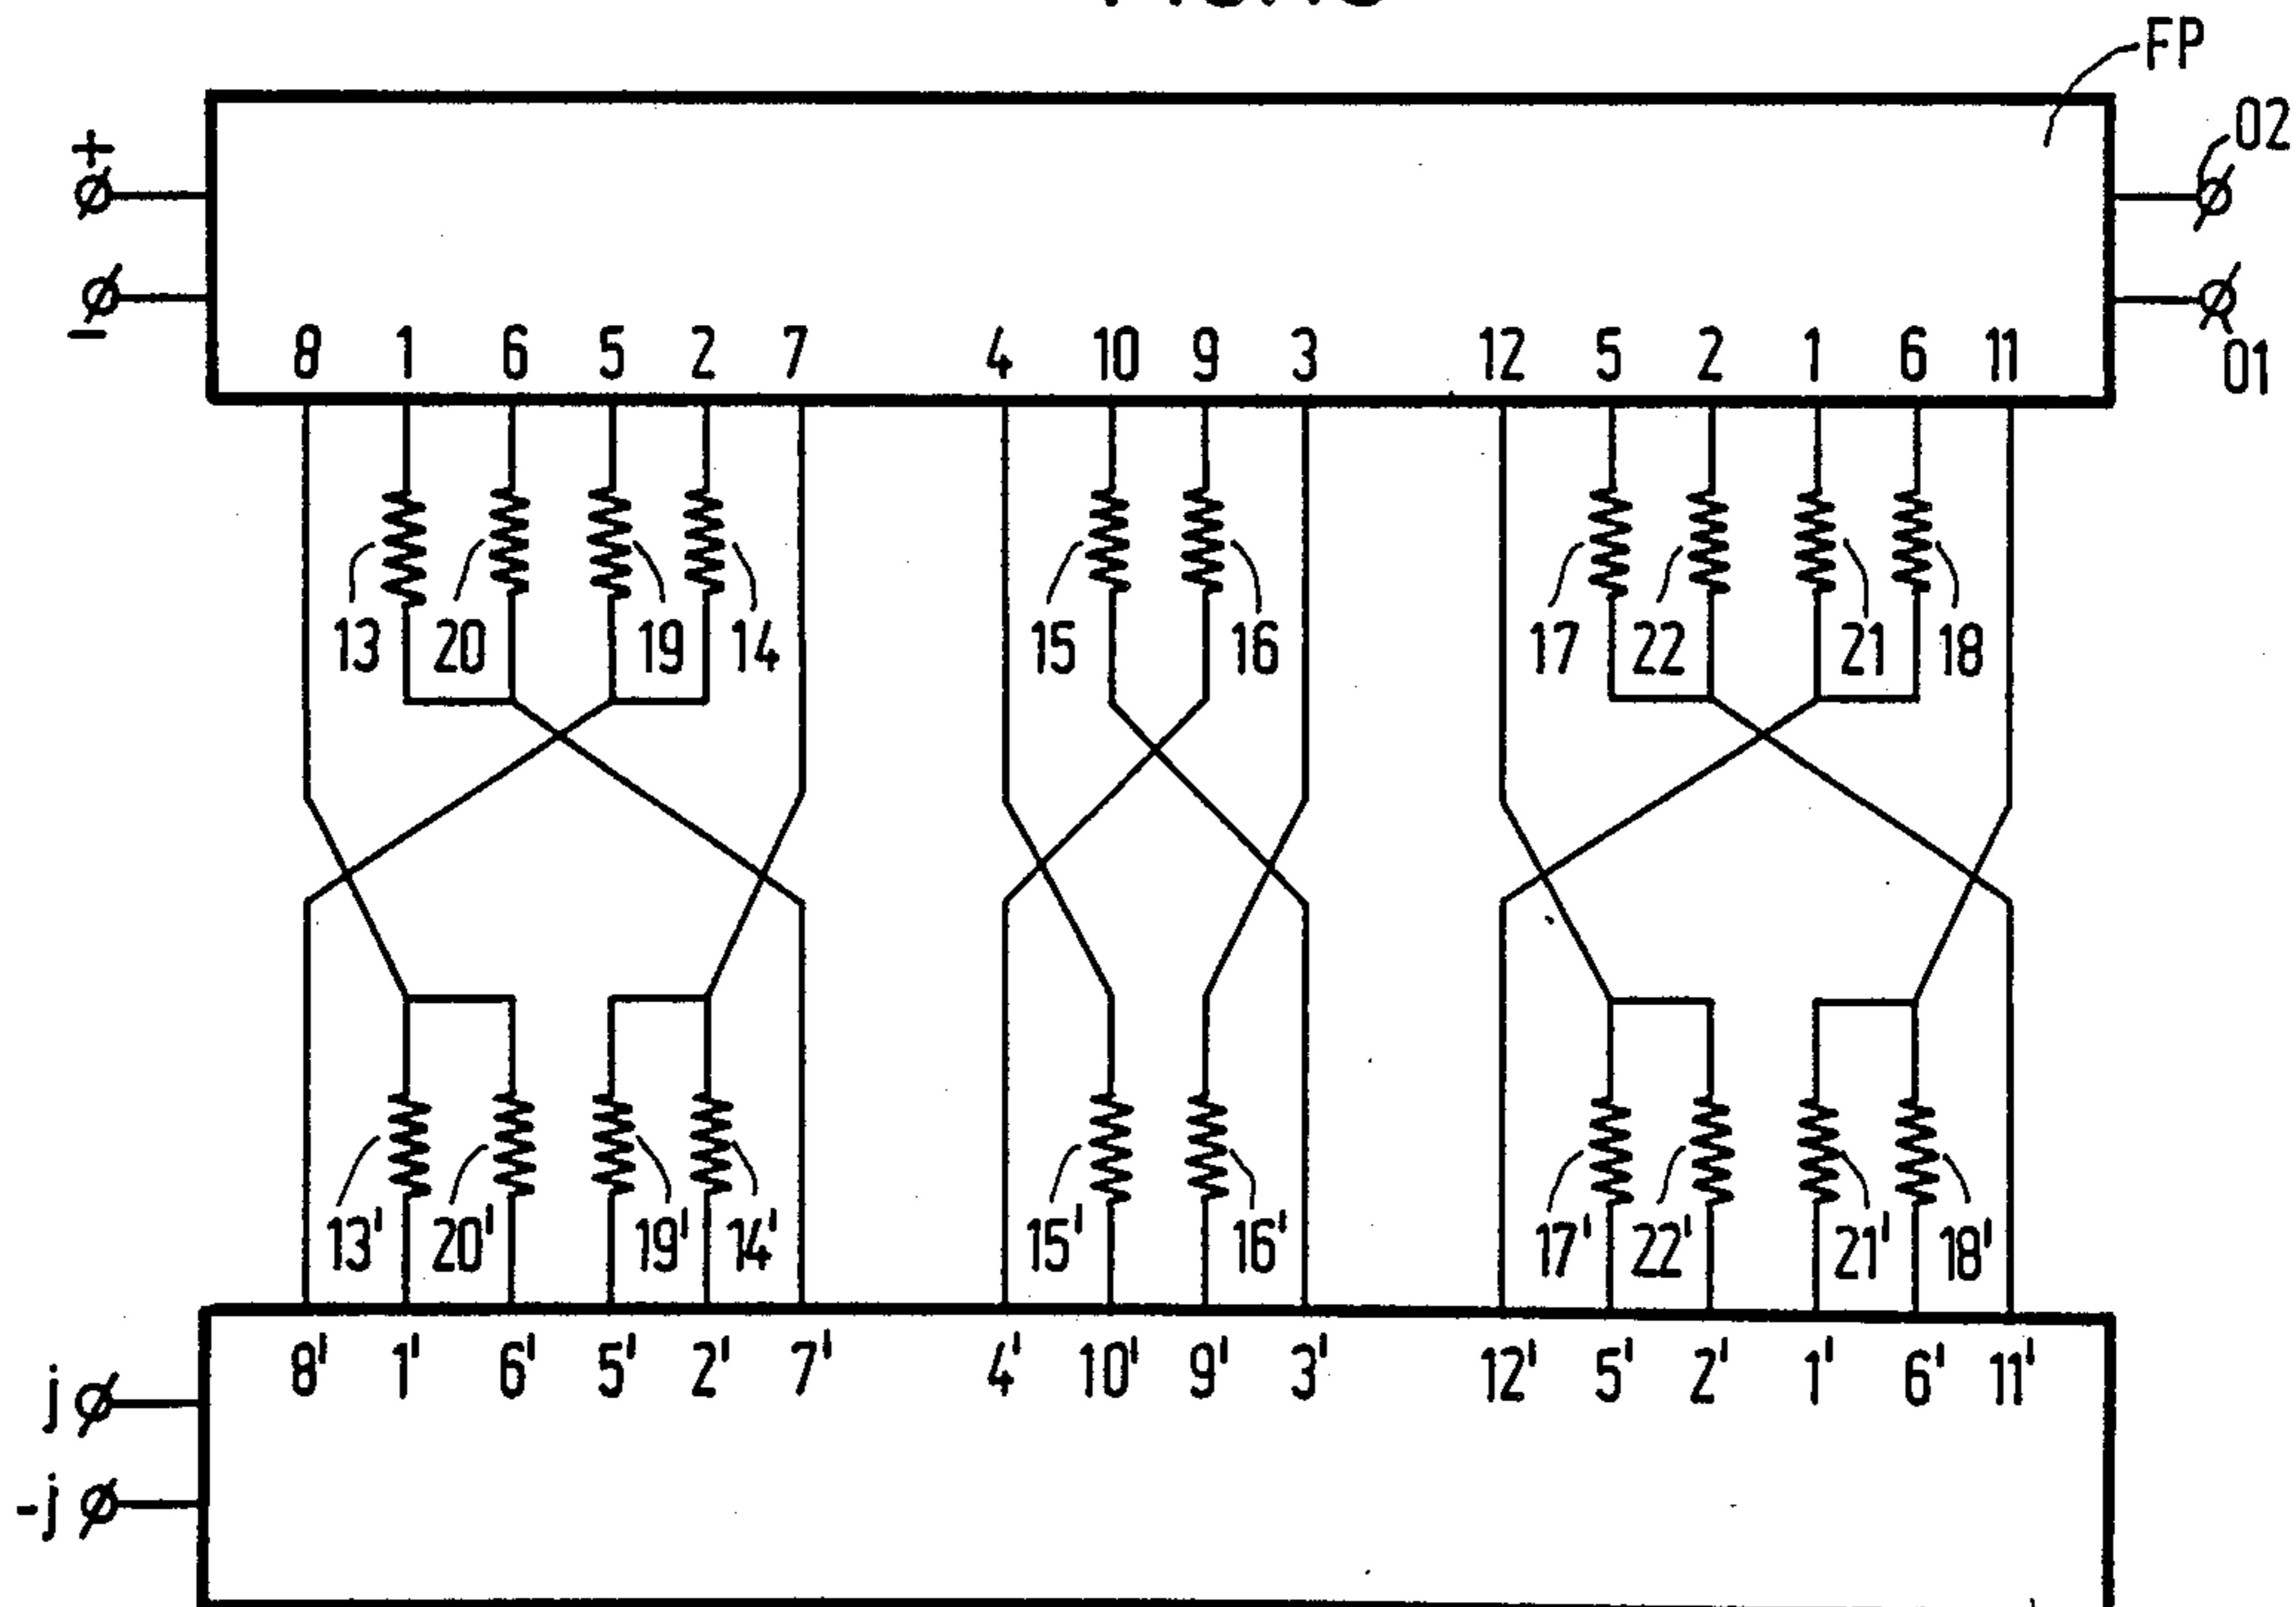 FP
+
02
−
8 1 6 5 2 7 4 10 9 3 12 5 2 1 6 11
01
13 20 19 14 15 16 17 22 21 18
13' 20' 19' 14' 15' 16' 17' 22' 21' 18'
8' 1' 6' 5' 2' 7' 4' 10' 9' 3' 12' 5' 2' 1' 6' 11'
j
-j